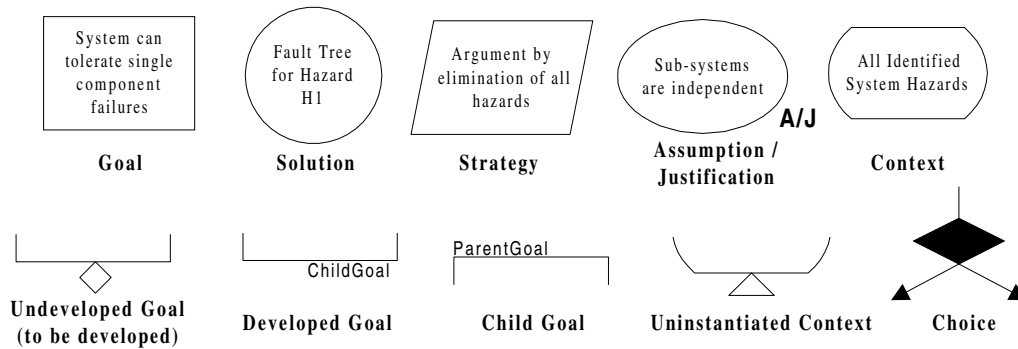 System can
tolerate single
component
failures
Goal
Fault Tree
for Hazard
H1
Solution
Argument by
elimination of all
hazards
Strategy
Sub-systems
are independent
A/J
Assumption /
Justification
All Identified
System Hazards
Context
Undeveloped Goal
(to be developed)
ChildGoal
Developed Goal
ParentGoal
Child Goal
Uninstantiated Context
Choice